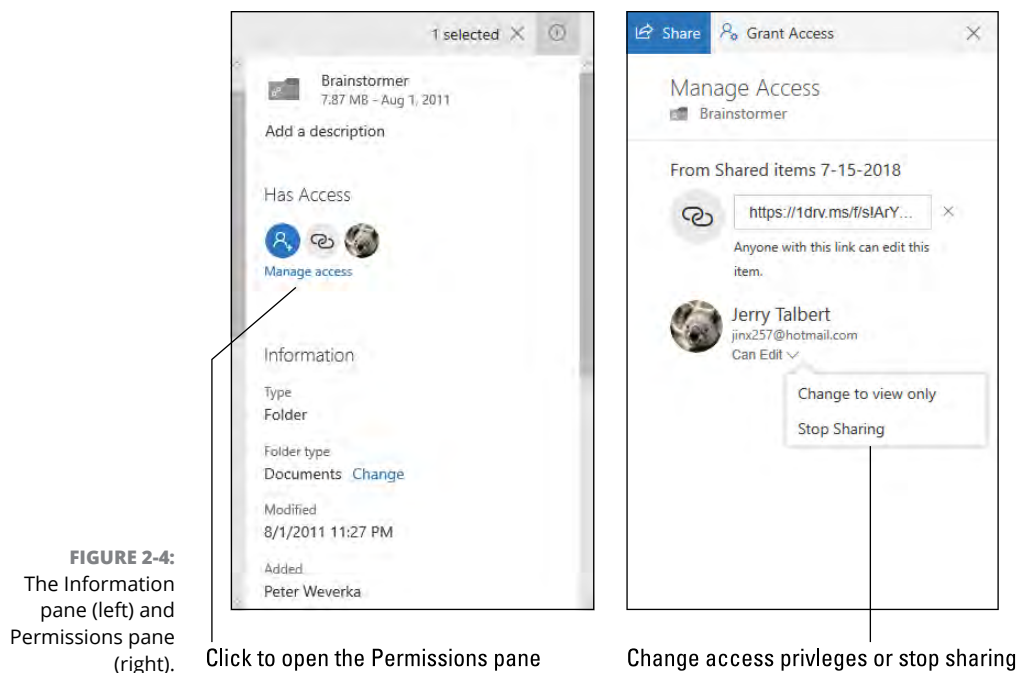 1 selected
Brainstormer
7.87 MB - Aug 1, 2011
Add a description
Has Access
Manage access
Information
Type
Folder
Folder type
Documents Change
Modified
8/1/2011 11:27 PM
Added
Peter Weverka
Share Grant Access
Manage Access
Brainstormer
From Shared items 7-15-2018
https://1drv.ms/f/s!ArY...
Anyone with this link can edit this
item.
Jerry Talbert
jinx257@hotmail.com
Can Edit
Change to view only
Stop Sharing
FIGURE 2-4:
The Information
pane (left) and
Permissions pane
(right).
Click to open the Permissions pane
Change access privleges or stop sharing